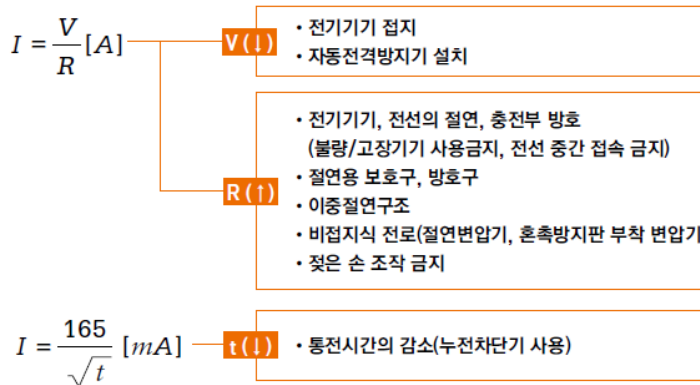 I = V/R [A]
V(↓)
• 전기기기 접지
• 자동전격방지기 설치
R(↑)
• 전기기기, 전선의 절연, 충전부 방호
(불량/고장기기 사용금지, 전선 중간 접속 금지)
• 절연용 보호구, 방호구
• 이중절연구조
• 비접지식 전로(절연변압기, 혼촉방지판 부착 변압기
• 젖은 손 조작 금지
I = 165/√t [mA]
t(↓)
• 통전시간의 감소(누전차단기 사용)